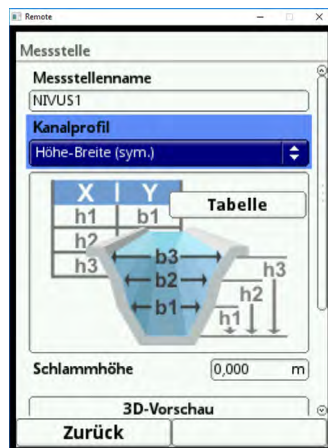 Remote
Messstelle
Messstellenname
NIVUS1
Kanalprofil
Höhe-Breite (sym.)
X Y
h1 b1
h2
h3
Tabelle
b3
b2
b1
h3
h2
h1
Schlammhöhe
0,000 m
3D-Vorschau
Zurück